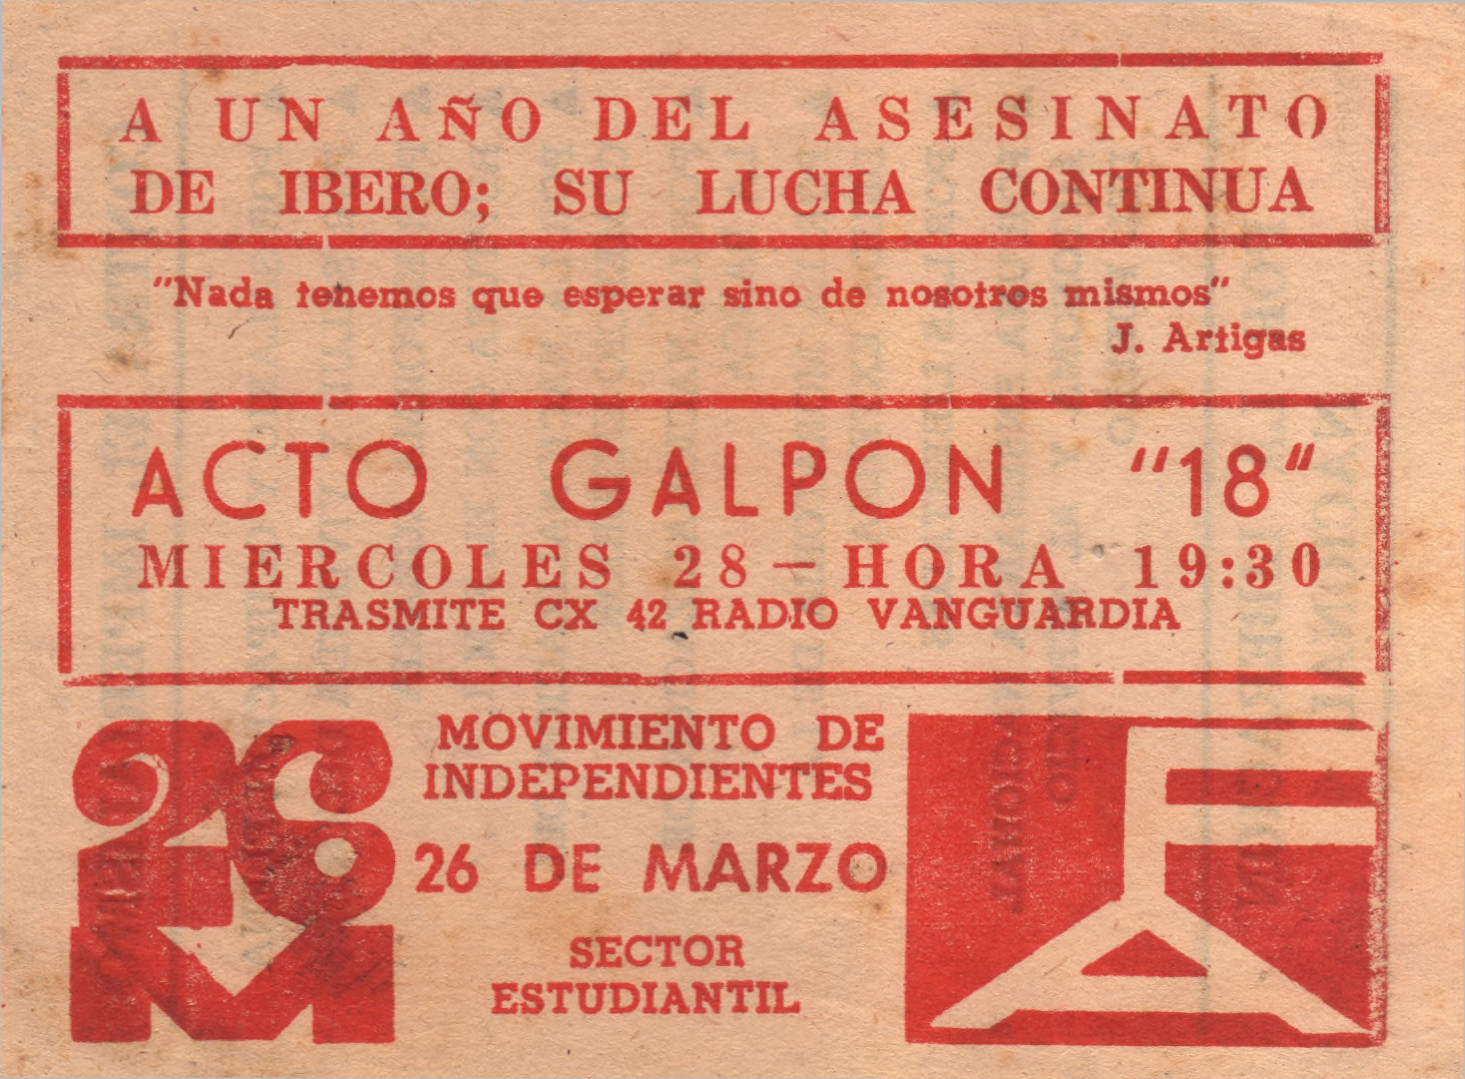 A UN AÑO DEL ASESINATO
DE IBERO; SU LUCHA CONTINUA
"Nada tenemos que esperar sino de nosotros mismos"
J. Artigas
ACTO GALPON "18"
MIERCOLES 28 — HORA 19:30
TRASMITE CX 42 RADIO VANGUARDIA
26
M
MOVIMIENTO DE
INDEPENDIENTES
26 DE MARZO
SECTOR
ESTUDIANTIL
FA